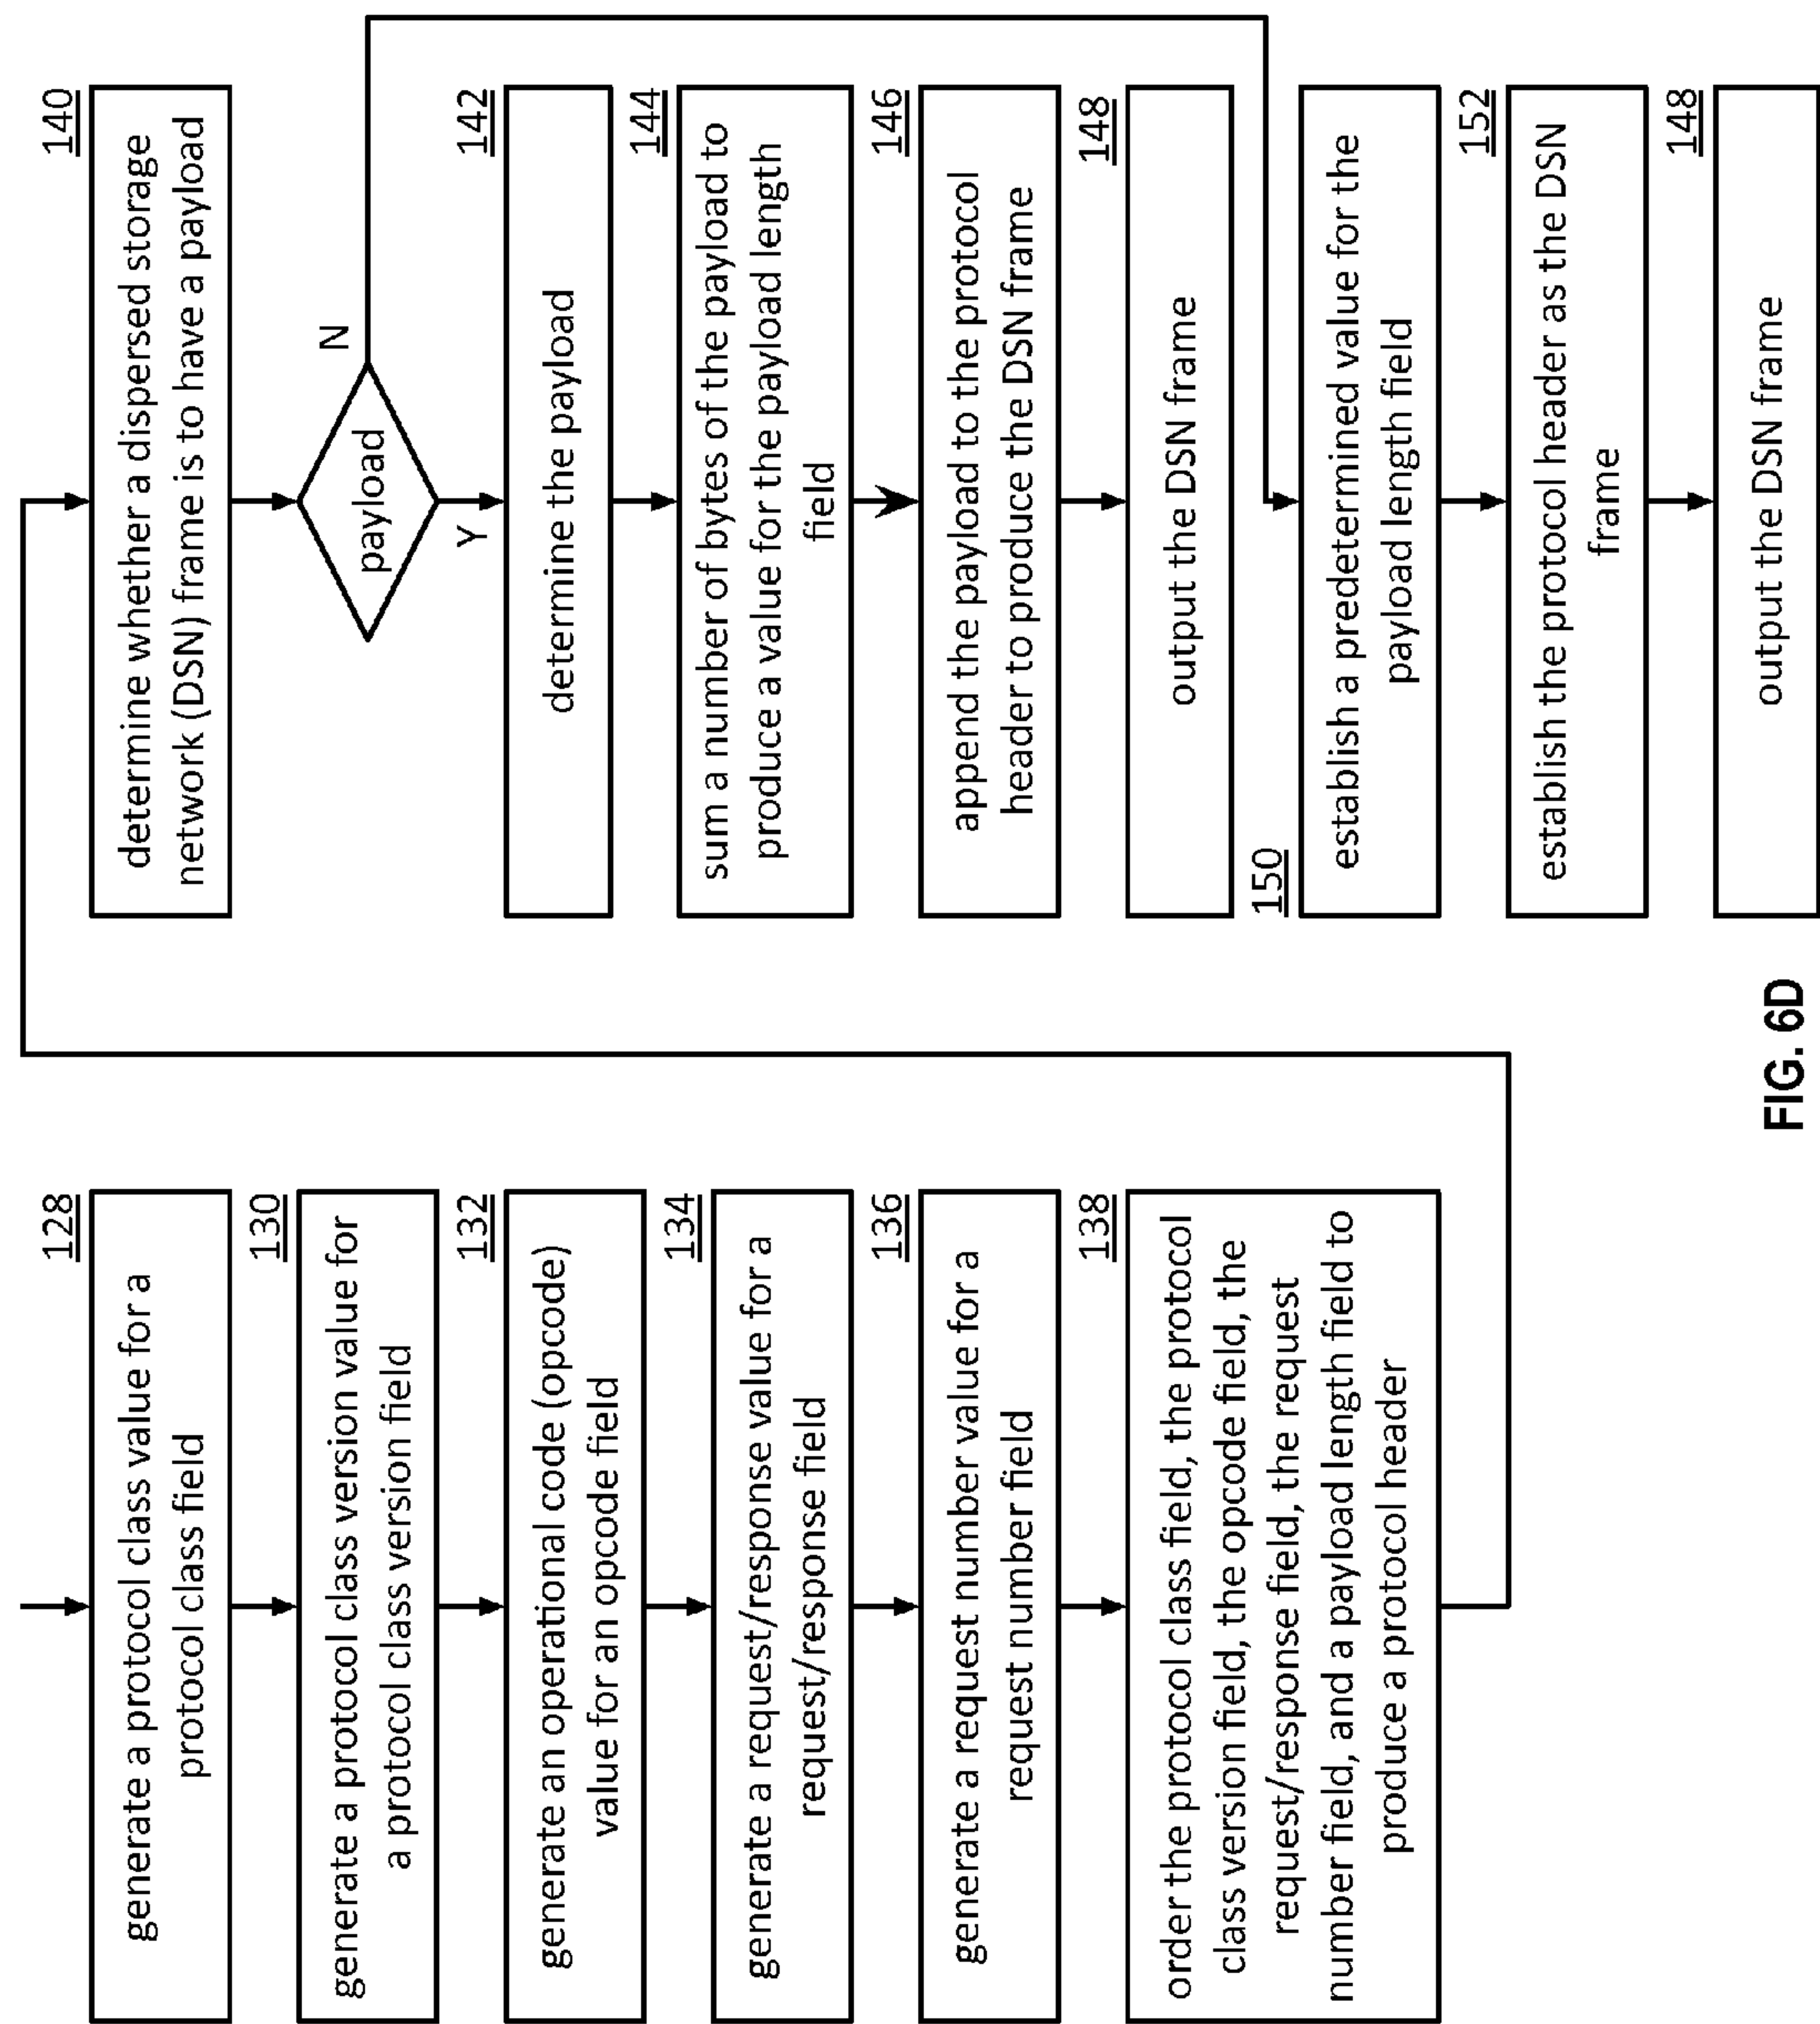 128
generate a protocol class value for a
protocol class field
130
generate a protocol class version value for
a protocol class version field
132
generate an operational code (opcode)
value for an opcode field
134
generate a request/response value for a
request/response field
136
generate a request number value for a
request number field
138
order the protocol class field, the protocol
class version field, the opcode field, the
request/response field, the request
number field, and a payload length field to
produce a protocol header
140
determine whether a dispersed storage
network (DSN) frame is to have a payload
payload
N
Y
142
determine the payload
144
sum a number of bytes of the payload to
produce a value for the payload length
field
146
append the payload to the protocol
header to produce the DSN frame
148
output the DSN frame
150
establish a predetermined value for the
payload length field
152
establish the protocol header as the DSN
frame
148
output the DSN frame
FIG. 6D